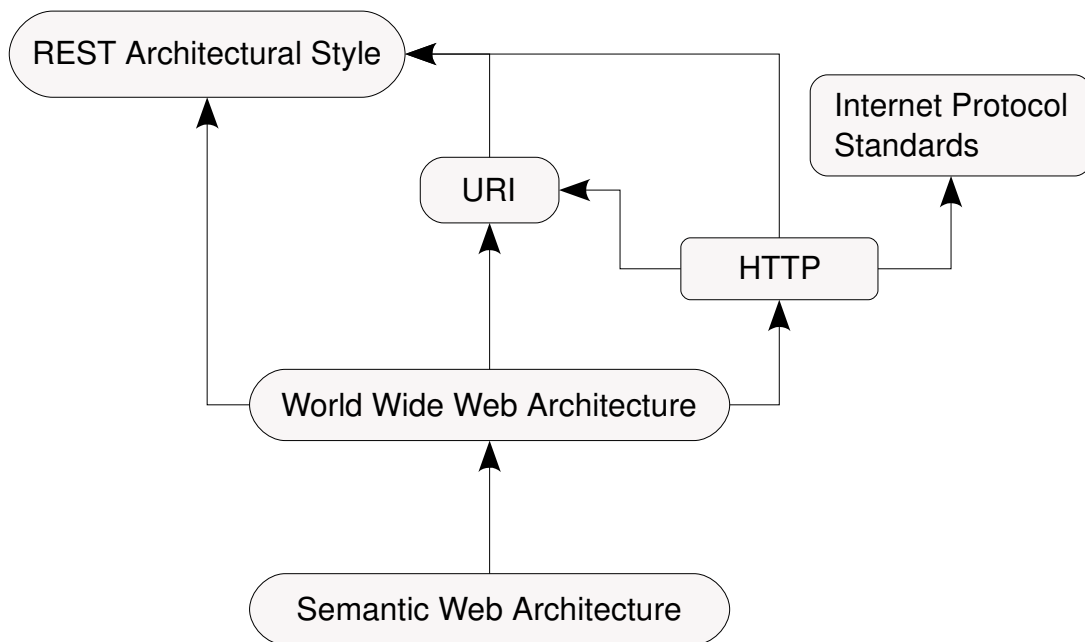 REST Architectural Style
Internet Protocol
Standards
URI
HTTP
World Wide Web Architecture
Semantic Web Architecture